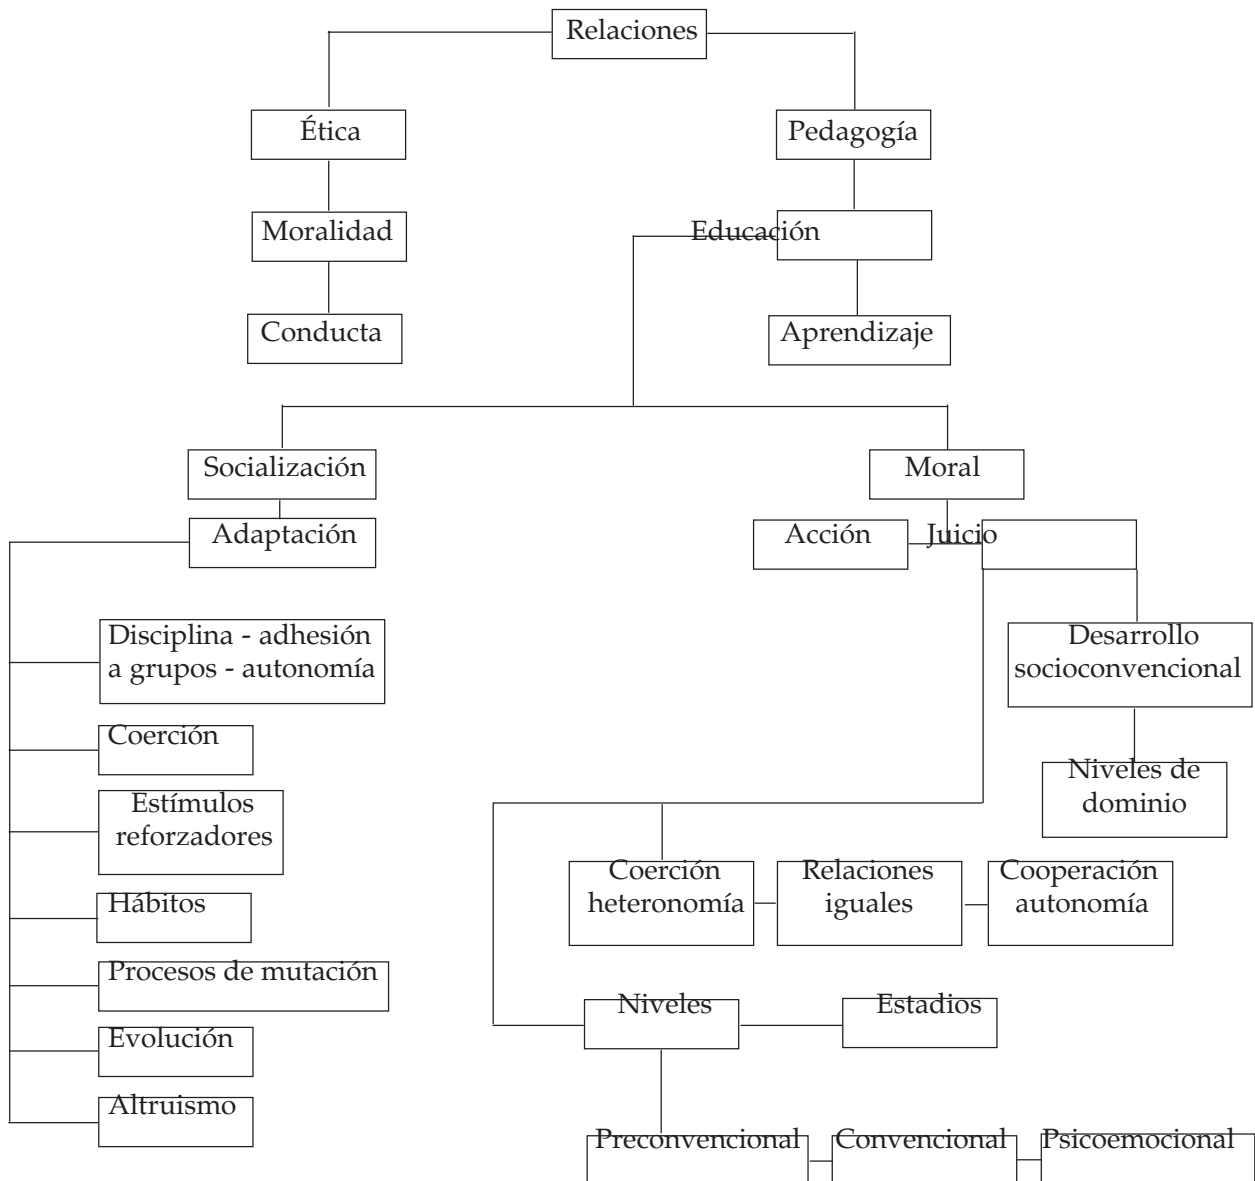 Relaciones
Ética
Pedagogía
Moralidad
Educación
Conducta
Aprendizaje
Socialización
Moral
Adaptación
Acción
Juicio
Disciplina - adhesión
a grupos - autonomía
Desarrollo
socioconvencional
Coerción
Niveles de
dominio
Estímulos
reforzadores
Coerción
heteronomía
Relaciones
iguales
Cooperación
autonomía
Hábitos
Procesos de mutación
Niveles
Estadios
Evolución
Altruismo
Preconvencional
Convencional
Psicoemocional